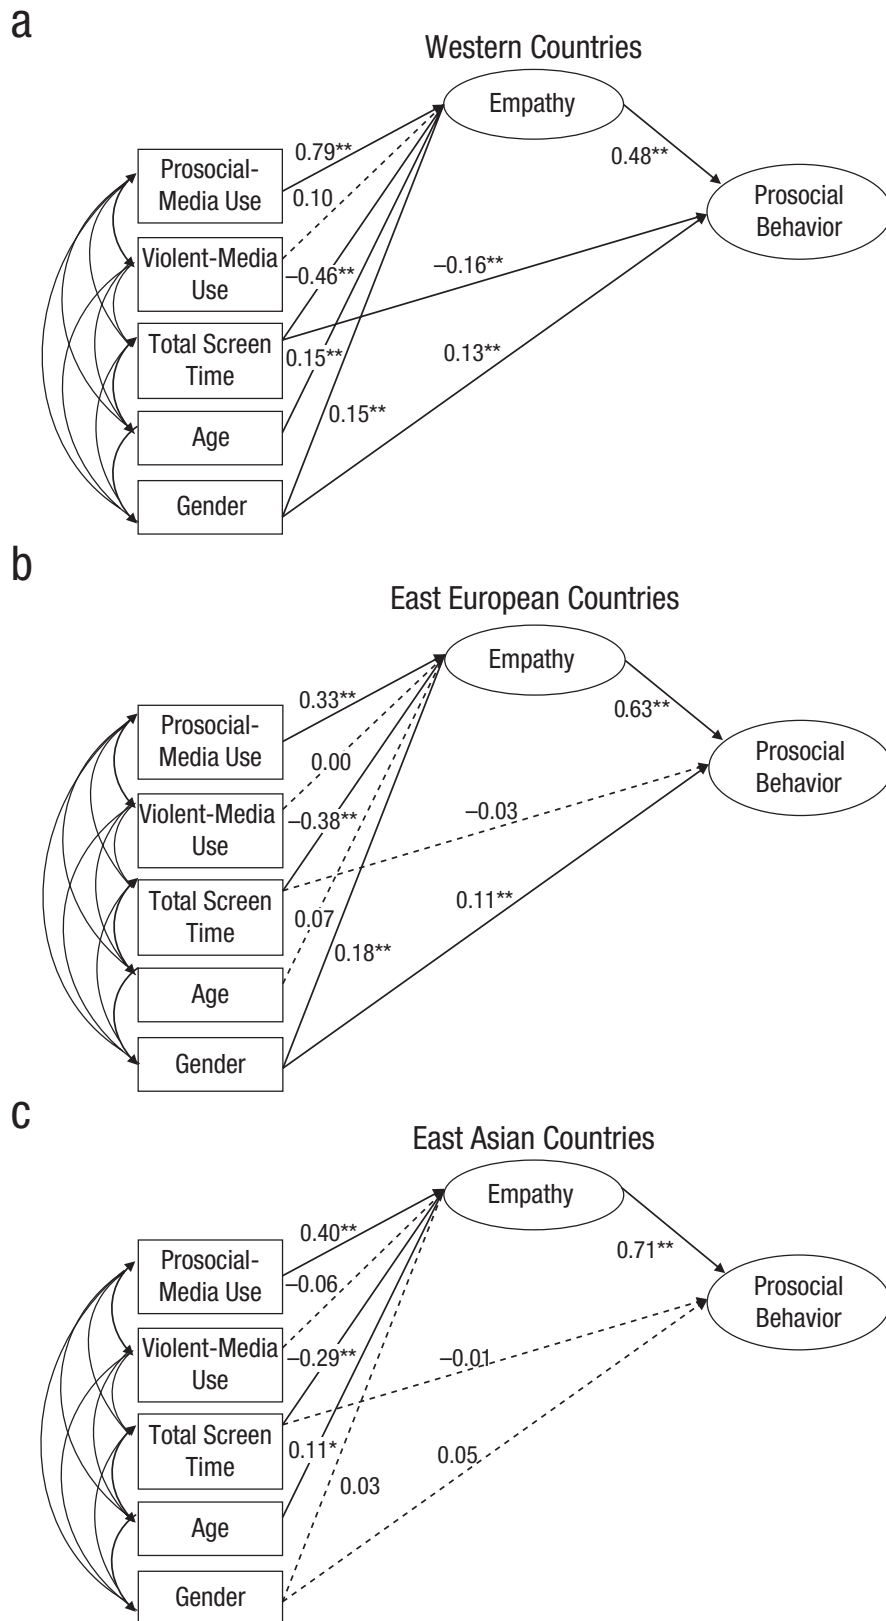 a
Western Countries
Empathy
0.79**
0.48**
Prosocial-
Media Use
0.10
Prosocial
Behavior
Violent-Media
Use
–0.46**
–0.16**
Total Screen
Time
0.15**
0.13**
0.15**
Age
Gender
b
East European Countries
Empathy
0.33**
0.63**
Prosocial-
Media Use
0.00
Prosocial
Behavior
Violent-Media
Use
–0.38**
–0.03
Total Screen
Time
0.07
0.11**
0.18**
Age
Gender
c
East Asian Countries
Empathy
0.40**
0.71**
Prosocial-
Media Use
–0.06
Prosocial
Behavior
Violent-Media
Use
–0.29**
–0.01
Total Screen
Time
0.11*
0.05
0.03
Age
Gender